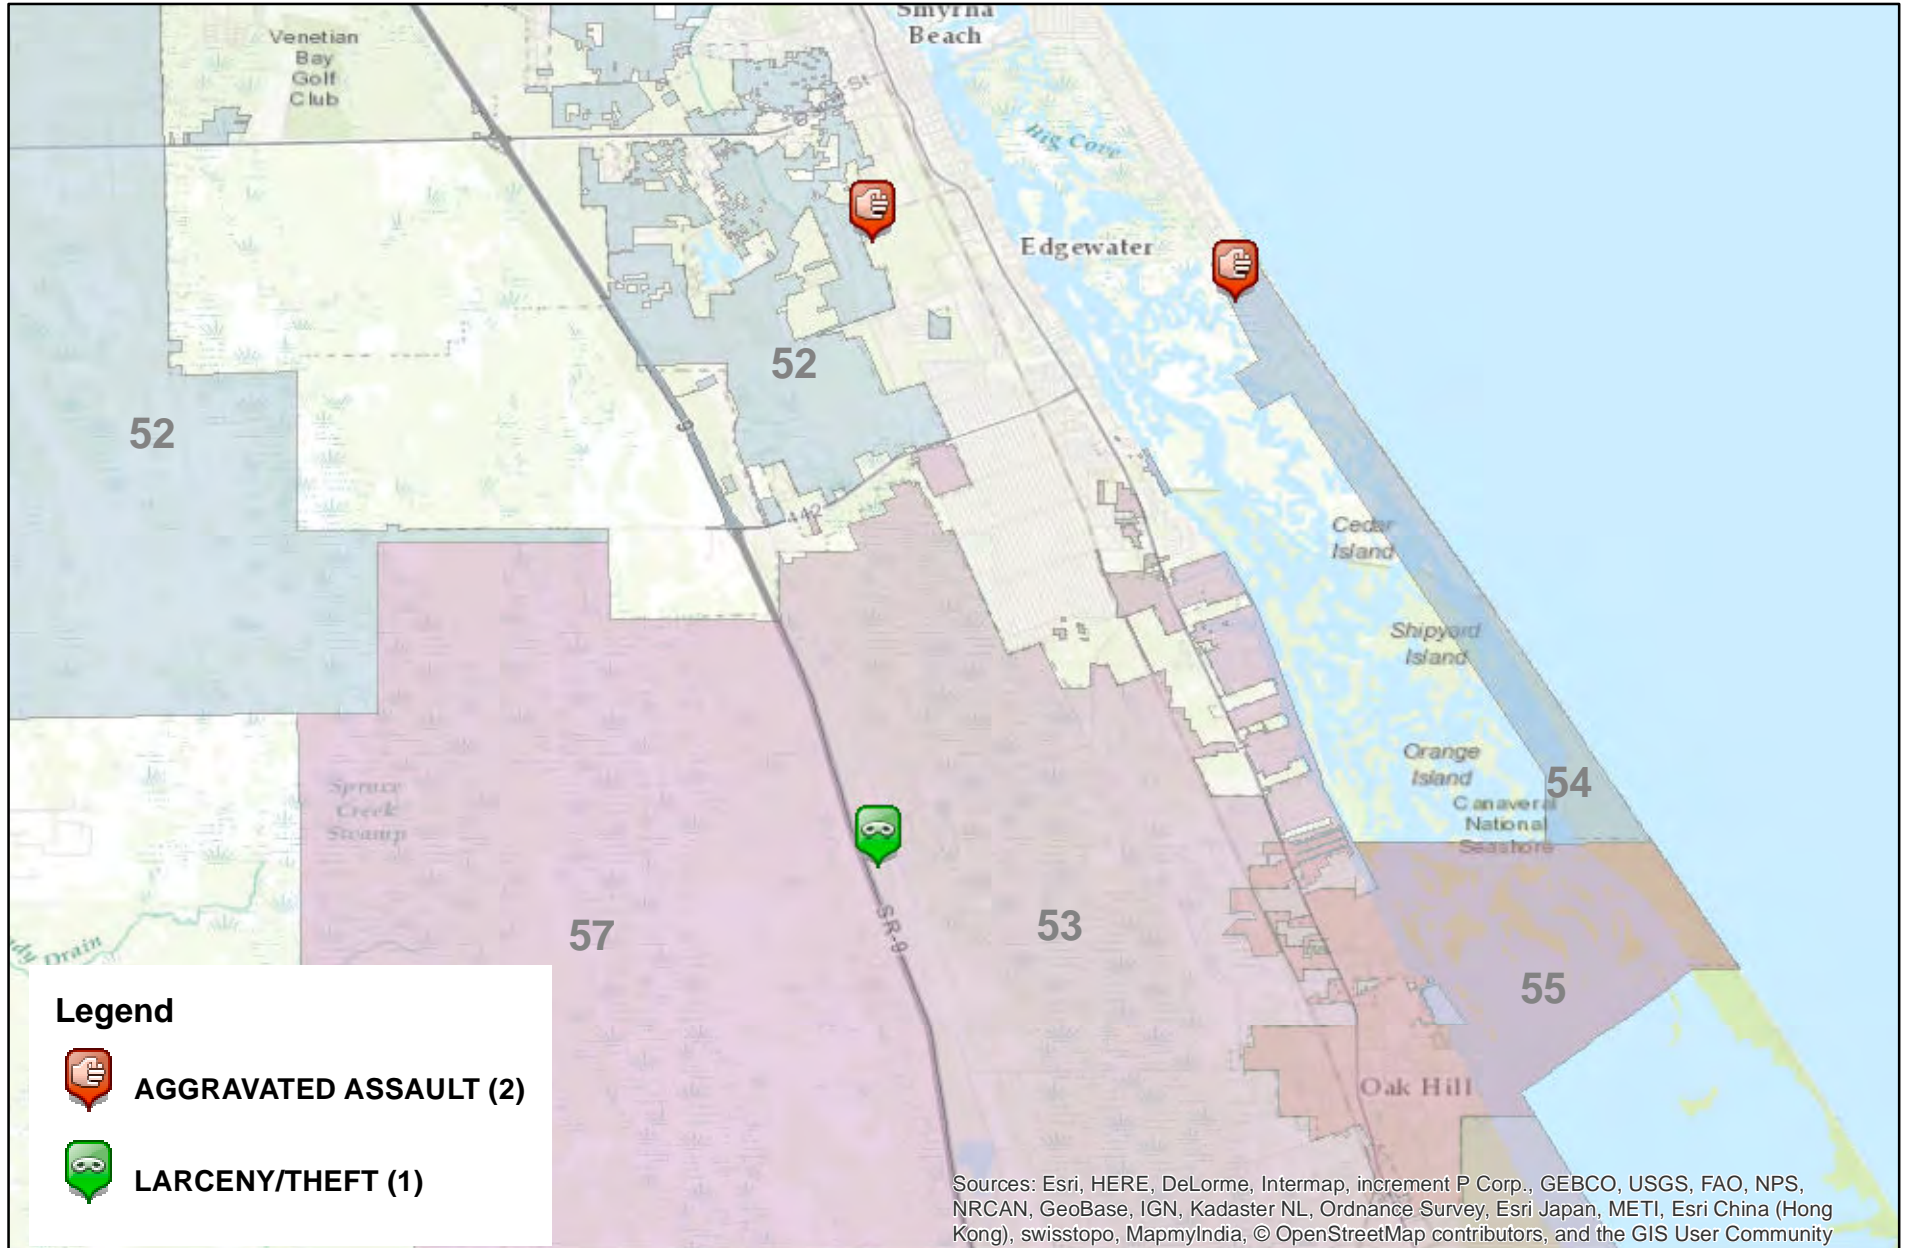 Smyrna
Beach
Venetian
Bay
Golf
Club
St
Big Cove
Edgewater
52
52
9
442
Cedar
Island
Shipyard
Island
Orange
Island
54
Canaveral
National
Seashore
Spruce
Creek
Swamp
SR-9
57
53
55
Drain
Oak Hill
Legend
AGGRAVATED ASSAULT (2)
LARCENY/THEFT (1)
Sources: Esri, HERE, DeLorme, Intermap, increment P Corp., GEBCO, USGS, FAO, NPS,
NRCAN, GeoBase, IGN, Kadaster NL, Ordnance Survey, Esri Japan, METI, Esri China (Hong
Kong), swisstopo, MapmyIndia, © OpenStreetMap contributors, and the GIS User Community